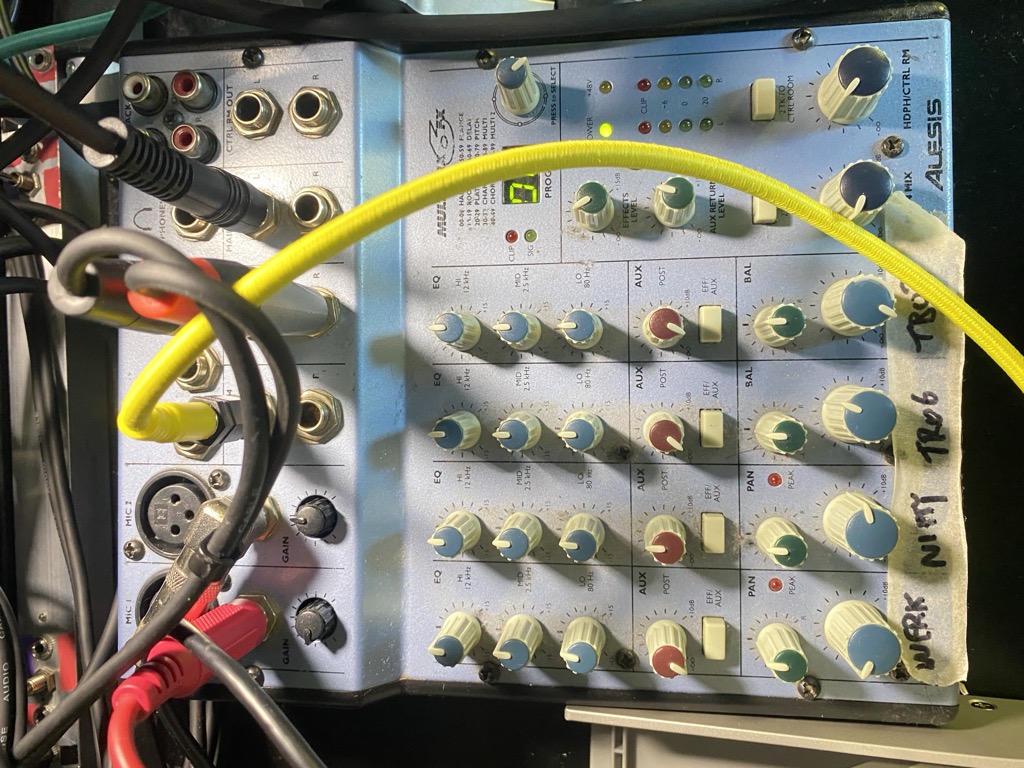 AUDIO
MIC 1
MIC 2
PHONES
CTRL RM OUT
L
L
GAIN
GAIN
R
R
R
R
EQ
EQ
EQ
EQ
HI
12 kHz
HI
12 kHz
HI
12 kHz
HI
12 kHz
MID
2.5 kHz
MID
2.5 kHz
MID
2.5 kHz
MID
2.5 kHz
LO
80 Hz
LO
80 Hz
LO
80 Hz
LO
80 Hz
CLIP
SIG
PRESS to SELECT
EFFECTS
LEVEL
+48V
CLIP
-6
0
-20
L
R
AUX
AUX
AUX
AUX
POST
POST
POST
POST
+10dB
+10dB
+10dB
+10dB
EFF/
AUX
EFF/
AUX
EFF/
AUX
EFF/
AUX
AUX RETURN
LEVEL
2TK TO
CTRL ROOM
PAN
PAN
BAL
BAL
PEAK
PEAK
+10dB
+10dB
MIX
HDPH/CTRL RM
WERK
NITTY
TR06
ALESIS